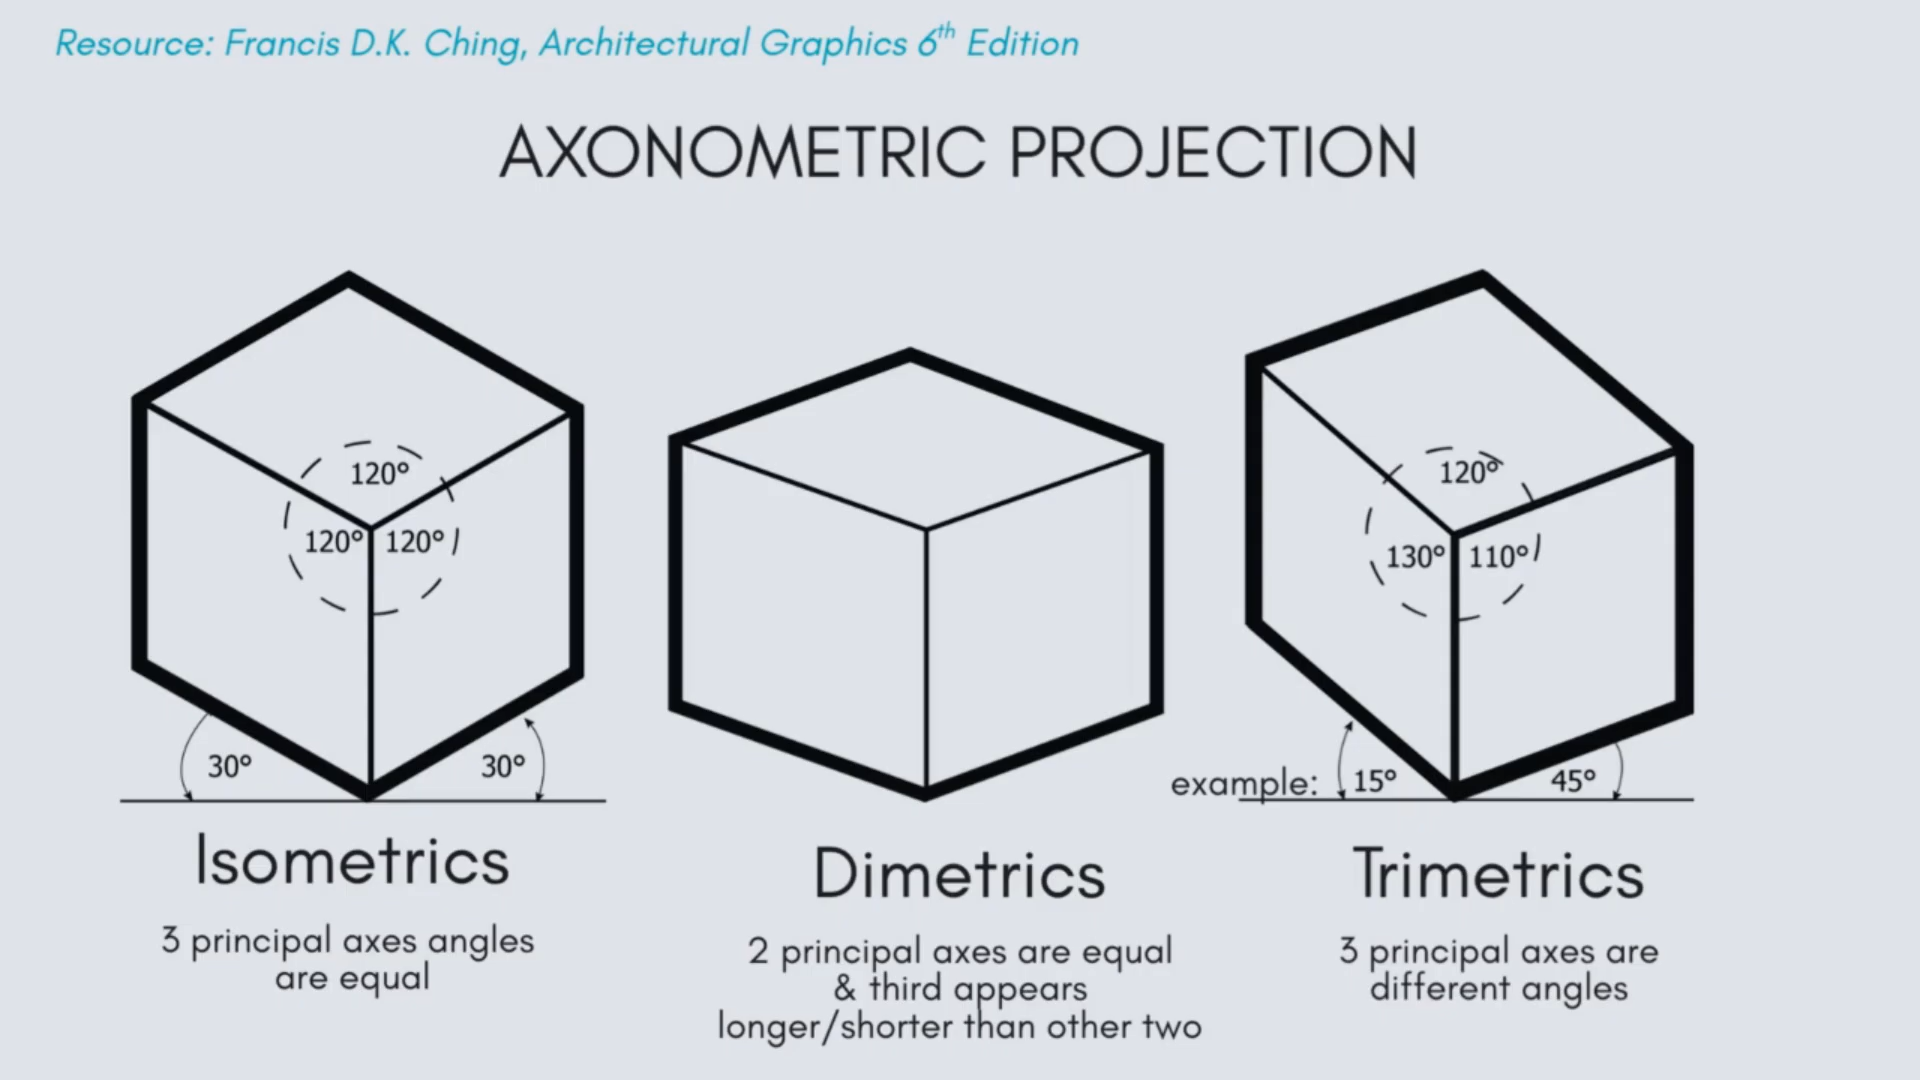 Resource: Francis D.K. Ching, Architectural Graphics 6th Edition
AXONOMETRIC PROJECTION
120°
120° 120°
30° 30°
Isometrics
3 principal axes angles
are equal
Dimetrics
2 principal axes are equal
& third appears
longer/shorter than other two
120°
130° 110°
example: 15° 45°
Trimetrics
3 principal axes are
different angles